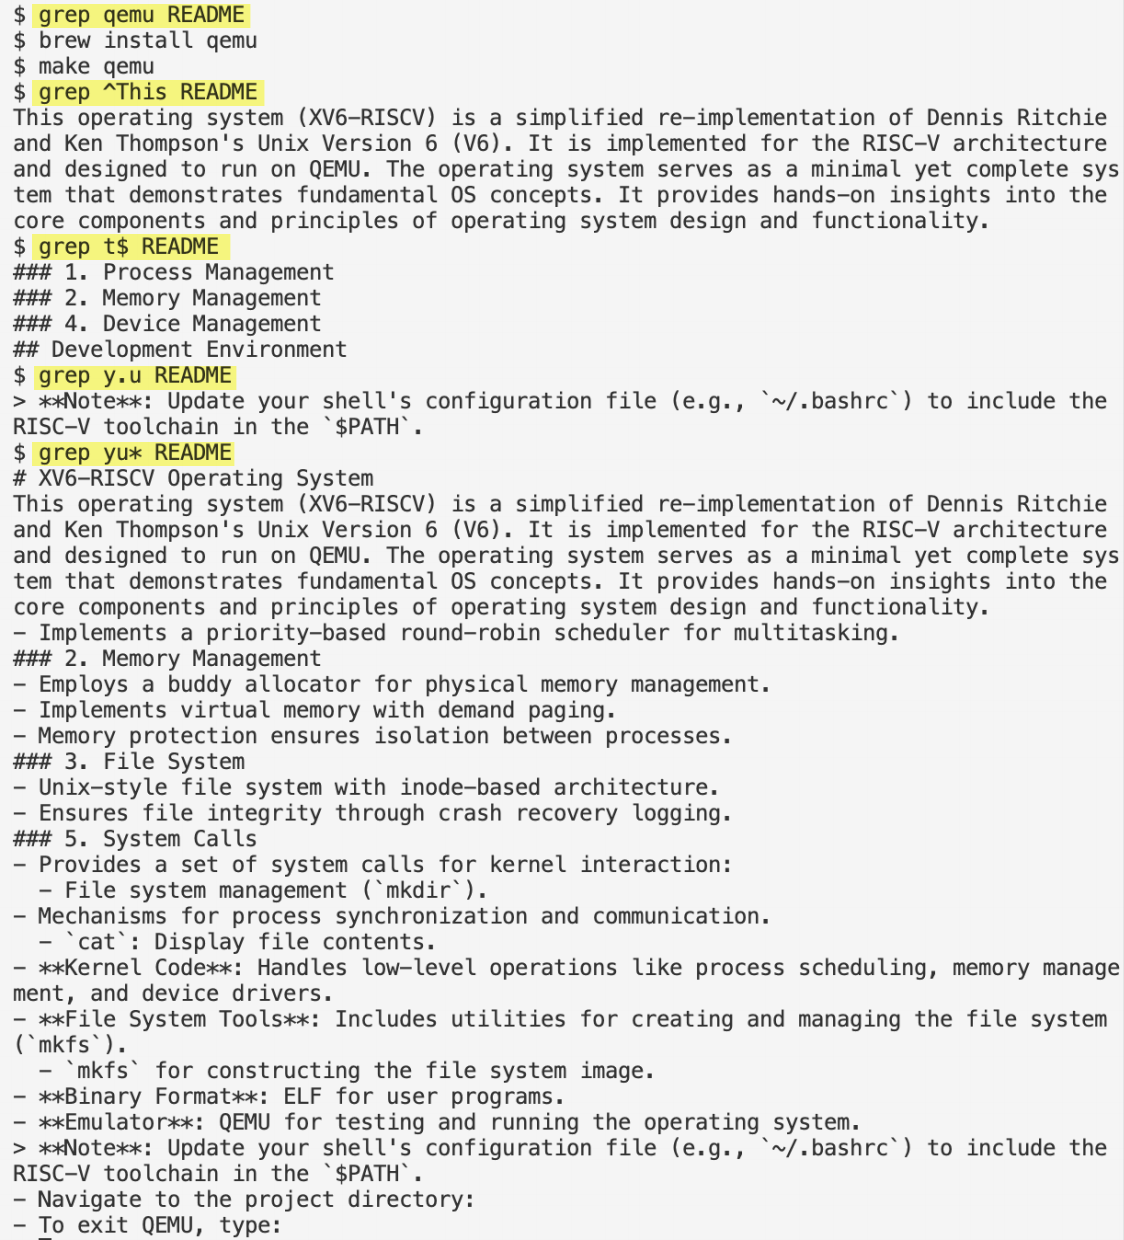 $ grep qemu README
$ brew install qemu
$ make qemu
$ grep ^This README
This operating system (XV6-RISCV) is a simplified re-implementation of Dennis Ritchie
and Ken Thompson's Unix Version 6 (V6). It is implemented for the RISC-V architecture
and designed to run on QEMU. The operating system serves as a minimal yet complete sys
tem that demonstrates fundamental OS concepts. It provides hands-on insights into the
core components and principles of operating system design and functionality.
$ grep t$ README
### 1. Process Management
### 2. Memory Management
### 4. Device Management
## Development Environment
$ grep y.u README
> **Note**: Update your shell's configuration file (e.g., `~/.bashrc`) to include the
RISC-V toolchain in the `$PATH`.
$ grep yu* README
# XV6-RISCV Operating System
This operating system (XV6-RISCV) is a simplified re-implementation of Dennis Ritchie
and Ken Thompson's Unix Version 6 (V6). It is implemented for the RISC-V architecture
and designed to run on QEMU. The operating system serves as a minimal yet complete sys
tem that demonstrates fundamental OS concepts. It provides hands-on insights into the
core components and principles of operating system design and functionality.
- Implements a priority-based round-robin scheduler for multitasking.
### 2. Memory Management
- Employs a buddy allocator for physical memory management.
- Implements virtual memory with demand paging.
- Memory protection ensures isolation between processes.
### 3. File System
- Unix-style file system with inode-based architecture.
- Ensures file integrity through crash recovery logging.
### 5. System Calls
- Provides a set of system calls for kernel interaction:
  - File system management (`mkdir`).
- Mechanisms for process synchronization and communication.
  - `cat`: Display file contents.
- **Kernel Code**: Handles low-level operations like process scheduling, memory manage
ment, and device drivers.
- **File System Tools**: Includes utilities for creating and managing the file system
(`mkfs`).
  - `mkfs` for constructing the file system image.
- **Binary Format**: ELF for user programs.
- **Emulator**: QEMU for testing and running the operating system.
> **Note**: Update your shell's configuration file (e.g., `~/.bashrc`) to include the
RISC-V toolchain in the `$PATH`.
- Navigate to the project directory:
- To exit QEMU, type: